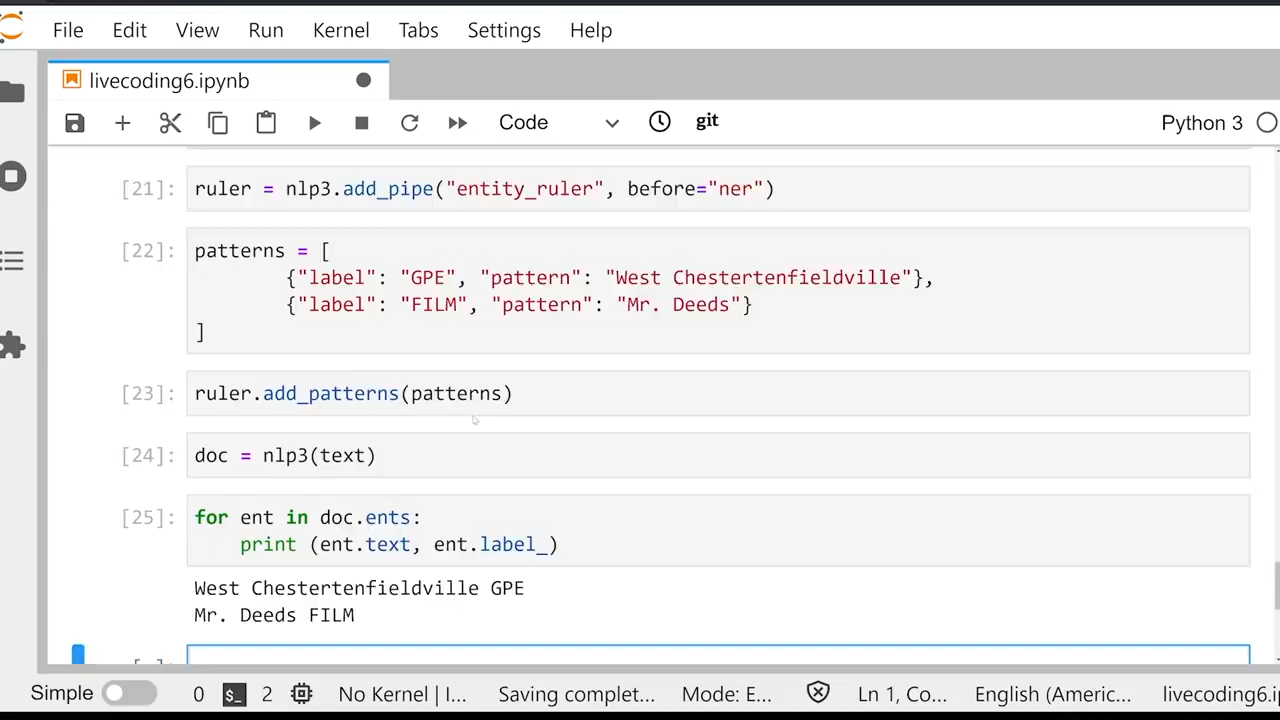 File Edit View Run Kernel Tabs Settings Help
livecoding6.ipynb
Code git Python 3
[21]: ruler = nlp3.add_pipe("entity_ruler", before="ner")
[22]: patterns = [
{"label": "GPE", "pattern": "West Chestertenfieldville"},
{"label": "FILM", "pattern": "Mr. Deeds"}
]
[23]: ruler.add_patterns(patterns)
[24]: doc = nlp3(text)
[25]: for ent in doc.ents:
print (ent.text, ent.label_)
West Chestertenfieldville GPE
Mr. Deeds FILM
Simple 0 $_ 2 No Kernel | I... Saving complet... Mode: E... Ln 1, Co... English (Americ... livecoding6.ip